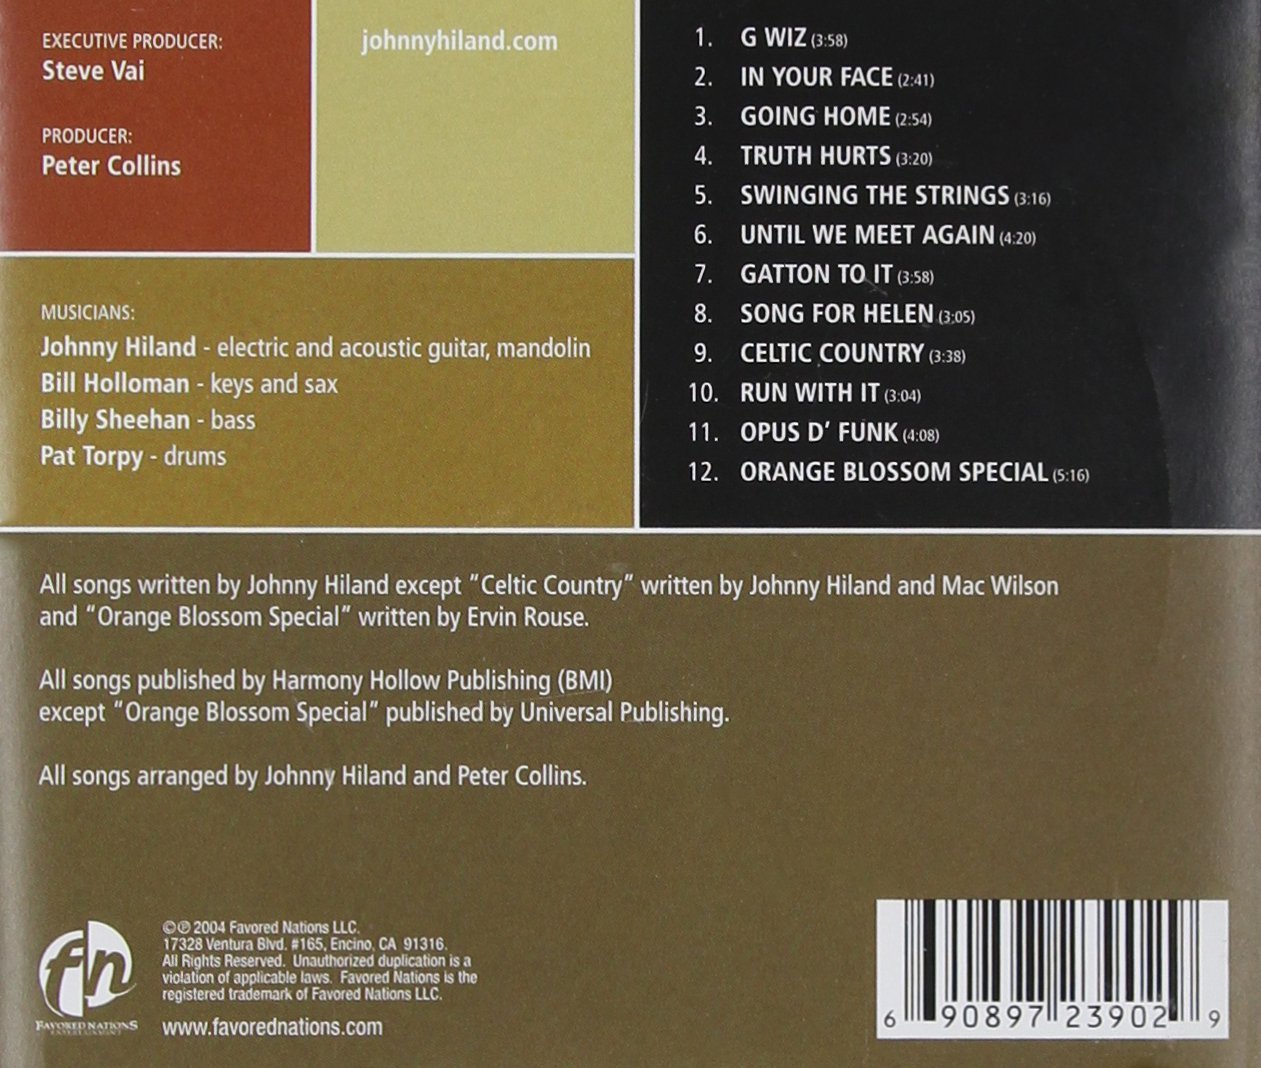 EXECUTIVE PRODUCER:
Steve Vai
PRODUCER:
Peter Collins
johnnyhiland.com
MUSICIANS:
Johnny Hiland - electric and acoustic guitar, mandolin
Bill Holloman - keys and sax
Billy Sheehan - bass
Pat Torpy - drums
1. G WIZ (3:58)
2. IN YOUR FACE (2:41)
3. GOING HOME (2:54)
4. TRUTH HURTS (3:20)
5. SWINGING THE STRINGS (3:16)
6. UNTIL WE MEET AGAIN (4:20)
7. GATTON TO IT (3:58)
8. SONG FOR HELEN (3:05)
9. CELTIC COUNTRY (3:38)
10. RUN WITH IT (3:04)
11. OPUS D' FUNK (4:08)
12. ORANGE BLOSSOM SPECIAL (5:16)
All songs written by Johnny Hiland except "Celtic Country" written by Johnny Hiland and Mac Wilson
and "Orange Blossom Special" written by Ervin Rouse.
All songs published by Harmony Hollow Publishing (BMI)
except "Orange Blossom Special" published by Universal Publishing.
All songs arranged by Johnny Hiland and Peter Collins.
fn
FAVORED NATIONS
ENTERTAINMENT
©℗ 2004 Favored Nations LLC.
17328 Ventura Blvd. #165, Encino, CA 91316.
All Rights Reserved. Unauthorized duplication is a
violation of applicable laws. Favored Nations is the
registered trademark of Favored Nations LLC.
www.favorednations.com
6 90897 23902 9